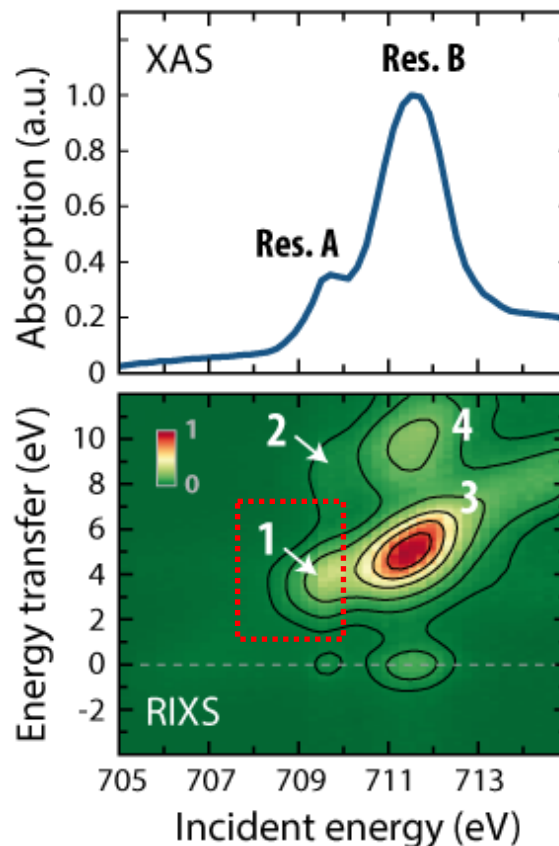 XAS
Res. B
Res. A
Absorption (a.u.)
1.0
0.8
0.6
0.4
0.2
0
2
4
1
0
3
1
10
8
6
4
2
0
-2
Energy transfer (eV)
RIXS
705 707 709 711 713
Incident energy (eV)